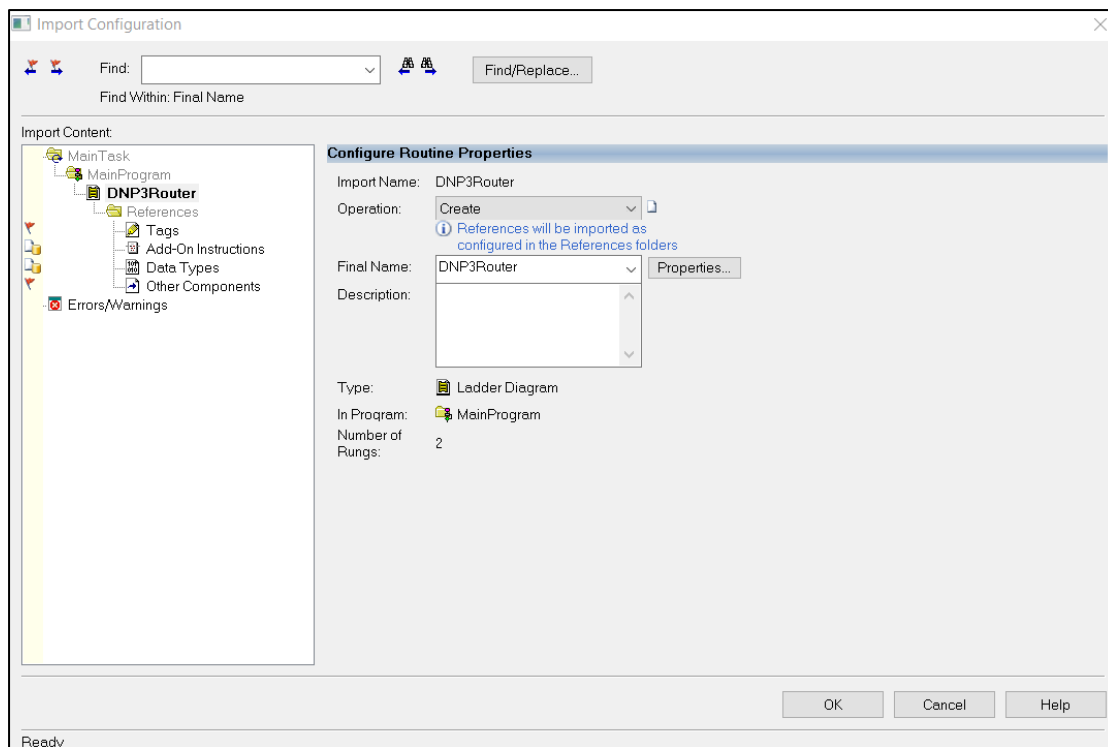 Import Configuration
Find:
Find/Replace...
Find Within: Final Name
Import Content:
MainTask
MainProgram
DNP3Router
References
Tags
Add-On Instructions
Data Types
Other Components
Errors/Warnings
Configure Routine Properties
Import Name: DNP3Router
Operation: Create
References will be imported as
configured in the References folders
Final Name: DNP3Router Properties...
Description:
Type: Ladder Diagram
In Program: MainProgram
Number of
Rungs: 2
OK Cancel Help
Ready